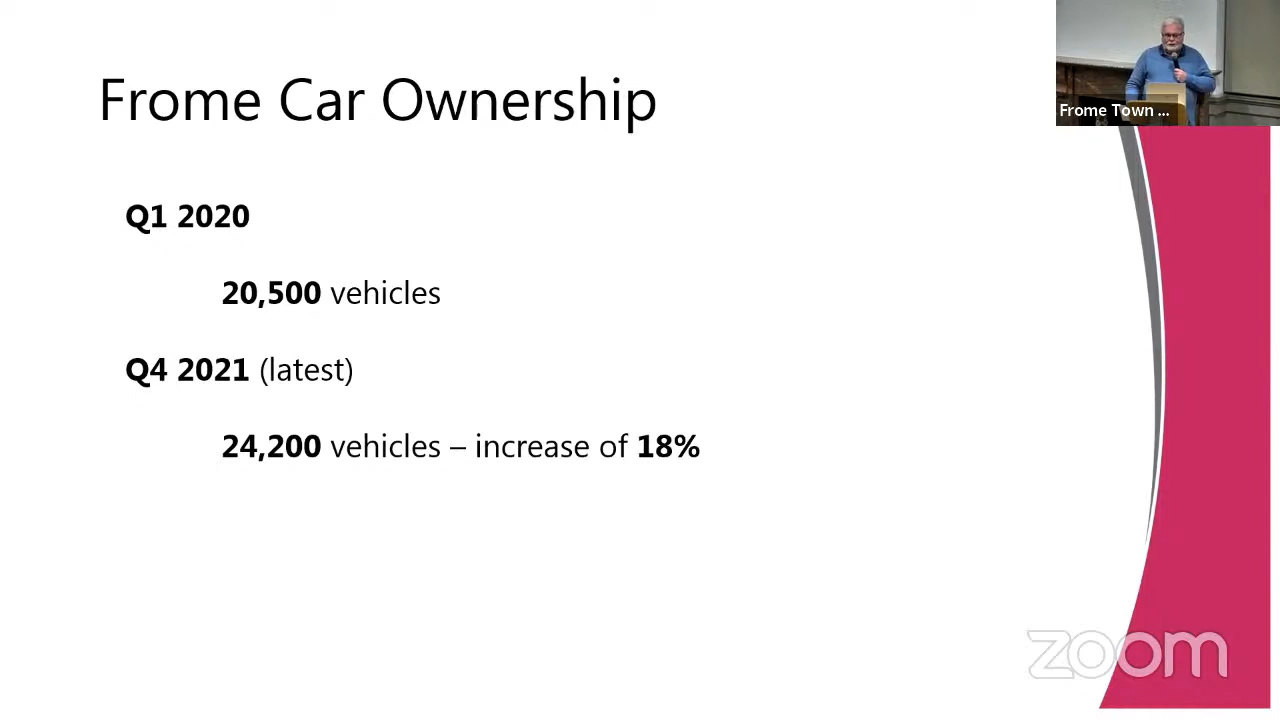 Frome Car Ownership
Q1 2020
20,500 vehicles
Q4 2021 (latest)
24,200 vehicles – increase of 18%
Frome Town ...
zoom